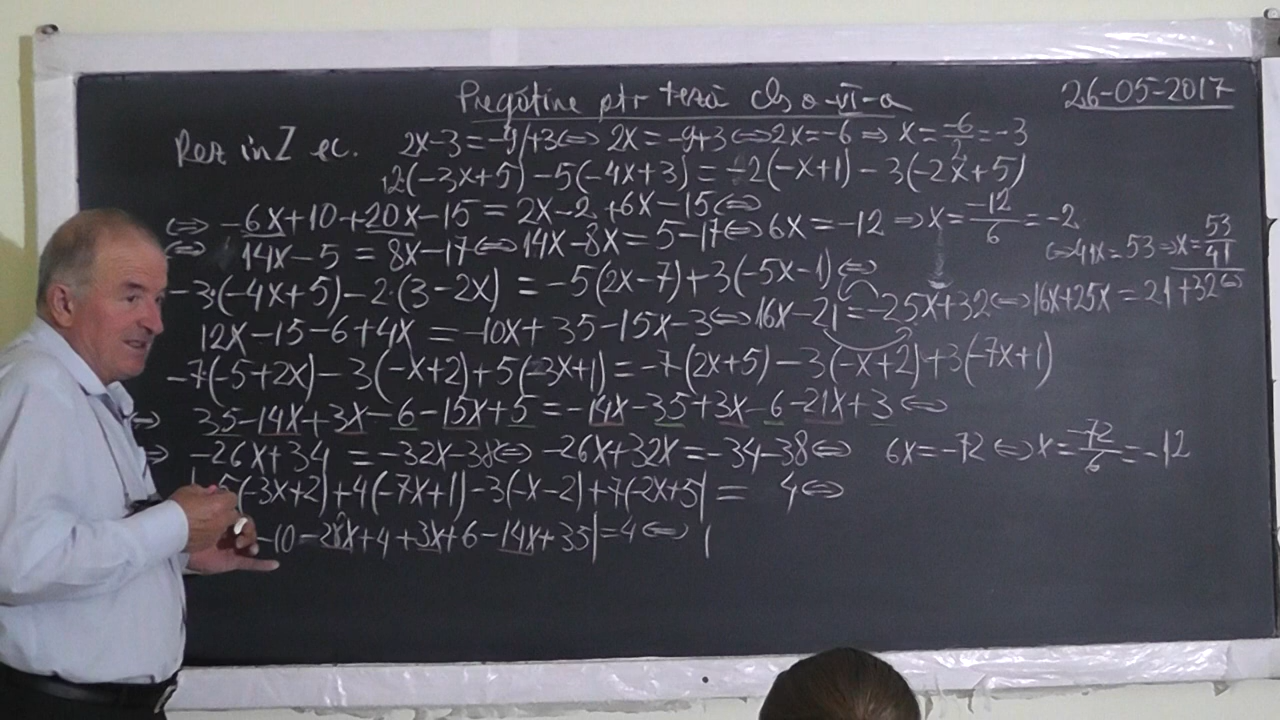 Pregătire ptr teză cls a-VI-a
26-05-2017
Rez in Z ec. 2x-3=-9/+3⇔ 2x=-9+3⇔2x=-6 ⇒ x=-6/2=-3
2(-3x+5)-5(-4x+3)=-2(-x+1)-3(-2x+5)
⇔ -6x+10+20x-15=2x-2+6x-15⇔
⇔ 14x-5=8x-17⇔14x-8x=5-17⇔6x=-12 ⇒x=-12/6=-2
-3(-4x+5)-2·(3-2x)=-5(2x-7)+3(-5x-1)⇔
12x-15-6+4x=-10x+35-15x-3⇔16x-21=-25x+32⇔16x+25x=21+32⇔
⇔41x=53⇒x=53/41
-7(-5+2x)-3(-x+2)+5(-3x+1)=-7(2x+5)-3(-x+2)+3(-7x+1)
⇔ 35-14x+3x-6-15x+5=-14x-35+3x-6-21x+3⇔
⇒ -26x+34=-32x-38⇔ -26x+32x=-34-38⇔ 6x=-72⇔x=-72/6=-12
5(-3x+2)+4(-7x+1)-3(-x-2)+7(-2x+5|= 4⇔
-10-28x+4+3x+6-14x+35|=4⇔ |